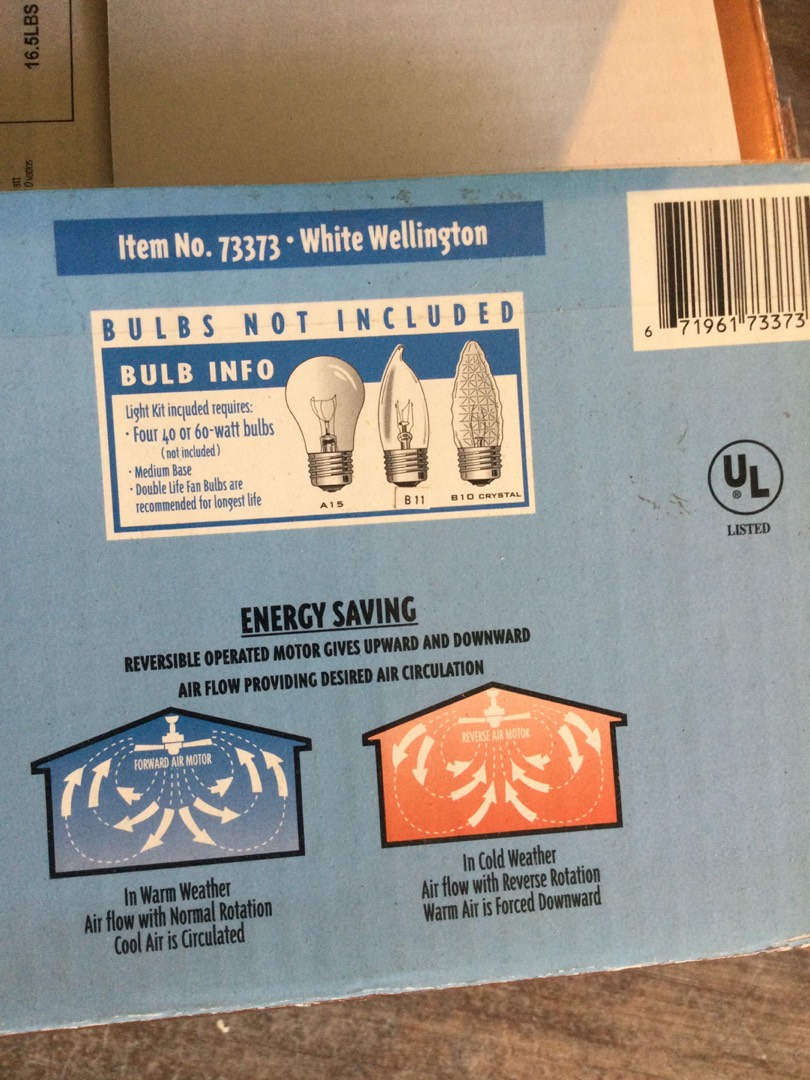 16.5LBS
Item No. 73373 • White Wellington
BULBS NOT INCLUDED
BULB INFO
Light Kit incuded requires:
• Four 40 or 60-watt bulbs
(not included)
• Medium Base
• Double Life Fan Bulbs are
recommended for longest life
A15
B11
B10 CRYSTAL
6 71961 73373
UL
®
LISTED
ENERGY SAVING
REVERSIBLE OPERATED MOTOR GIVES UPWARD AND DOWNWARD
AIR FLOW PROVIDING DESIRED AIR CIRCULATION
FORWARD AIR MOTOR
In Warm Weather
Air flow with Normal Rotation
Cool Air is Circulated
REVERSE AIR MOTOR
In Cold Weather
Air flow with Reverse Rotation
Warm Air is Forced Downward